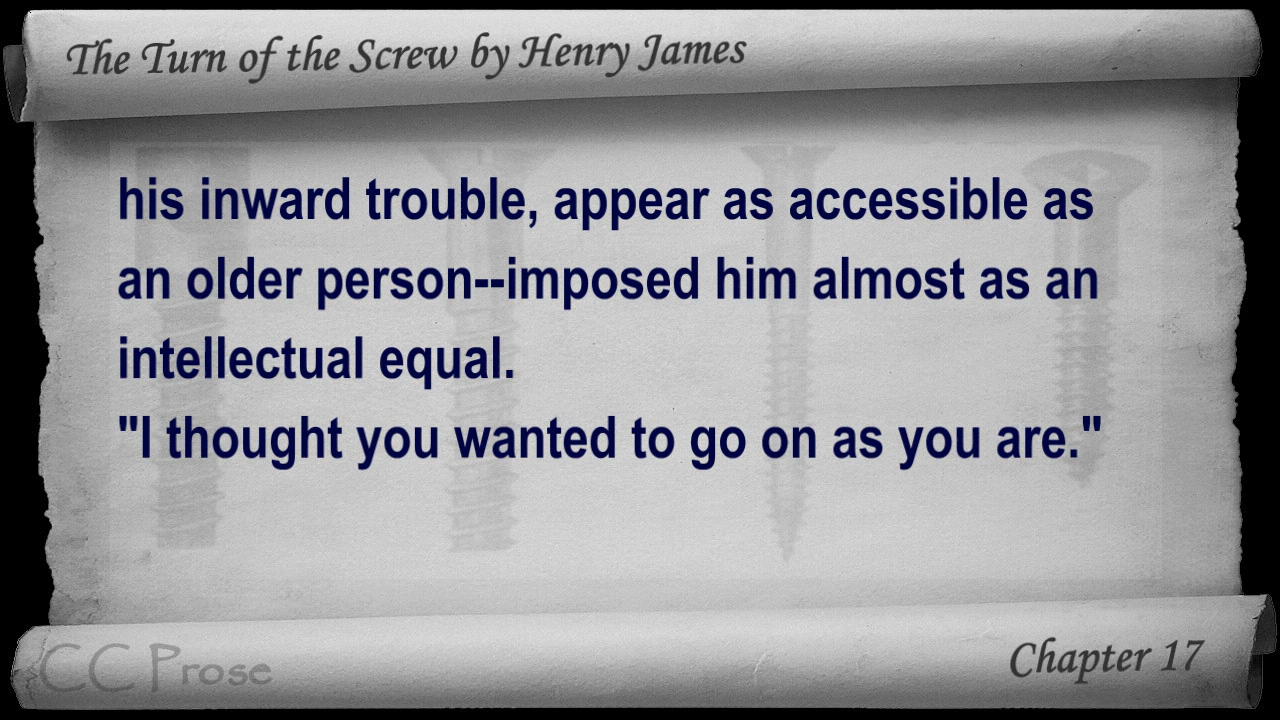 The Turn of the Screw by Henry James
his inward trouble, appear as accessible as
an older person--imposed him almost as an
intellectual equal.
"I thought you wanted to go on as you are."
CC Prose
Chapter 17